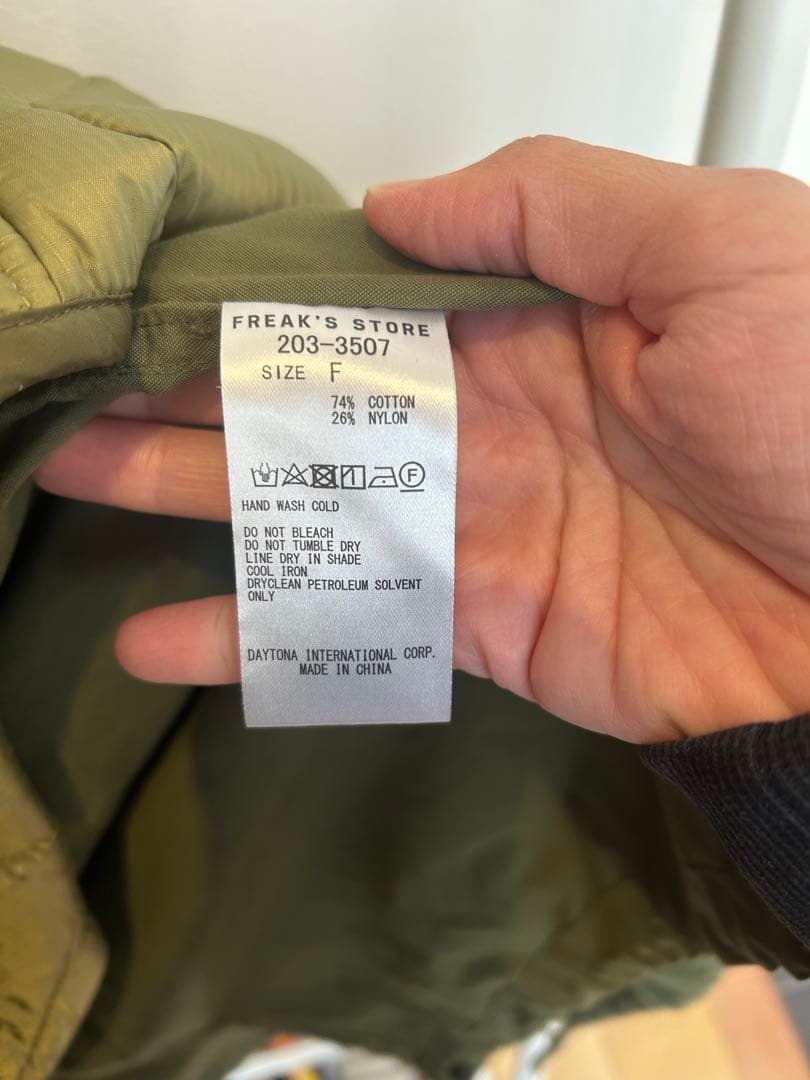 FREAK'S STORE
203-3507
SIZE F
74% COTTON
26% NYLON
F
HAND WASH COLD
DO NOT BLEACH
DO NOT TUMBLE DRY
LINE DRY IN SHADE
COOL IRON
DRYCLEAN PETROLEUM SOLVENT
ONLY
DAYTONA INTERNATIONAL CORP.
MADE IN CHINA